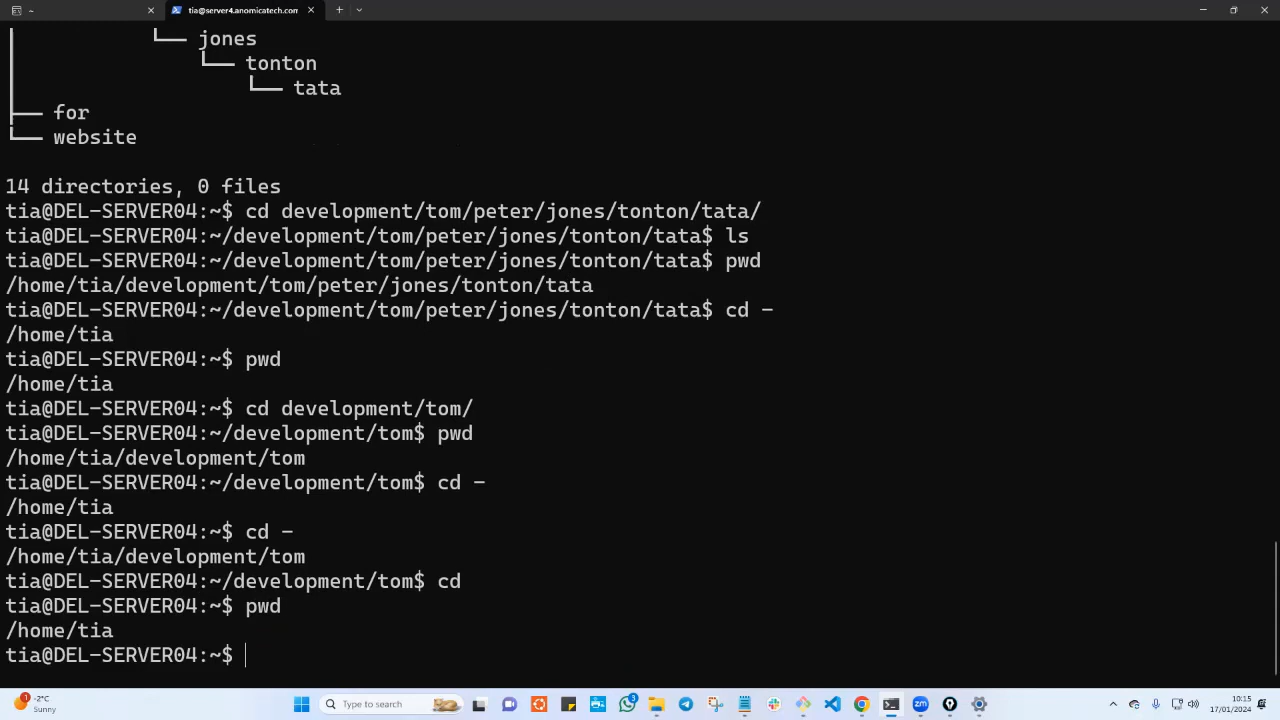 ~
tia@server4.anomicatech.com
└── jones
└── tonton
└── tata
├── for
└── website
14 directories, 0 files
tia@DEL-SERVER04:~$ cd development/tom/peter/jones/tonton/tata/
tia@DEL-SERVER04:~/development/tom/peter/jones/tonton/tata$ ls
tia@DEL-SERVER04:~/development/tom/peter/jones/tonton/tata$ pwd
/home/tia/development/tom/peter/jones/tonton/tata
tia@DEL-SERVER04:~/development/tom/peter/jones/tonton/tata$ cd -
/home/tia
tia@DEL-SERVER04:~$ pwd
/home/tia
tia@DEL-SERVER04:~$ cd development/tom/
tia@DEL-SERVER04:~/development/tom$ pwd
/home/tia/development/tom
tia@DEL-SERVER04:~/development/tom$ cd -
/home/tia
tia@DEL-SERVER04:~$ cd -
/home/tia/development/tom
tia@DEL-SERVER04:~/development/tom$ cd
tia@DEL-SERVER04:~$ pwd
/home/tia
tia@DEL-SERVER04:~$
1
-2°C
Sunny
Type to search
3
10:15
17/01/2024